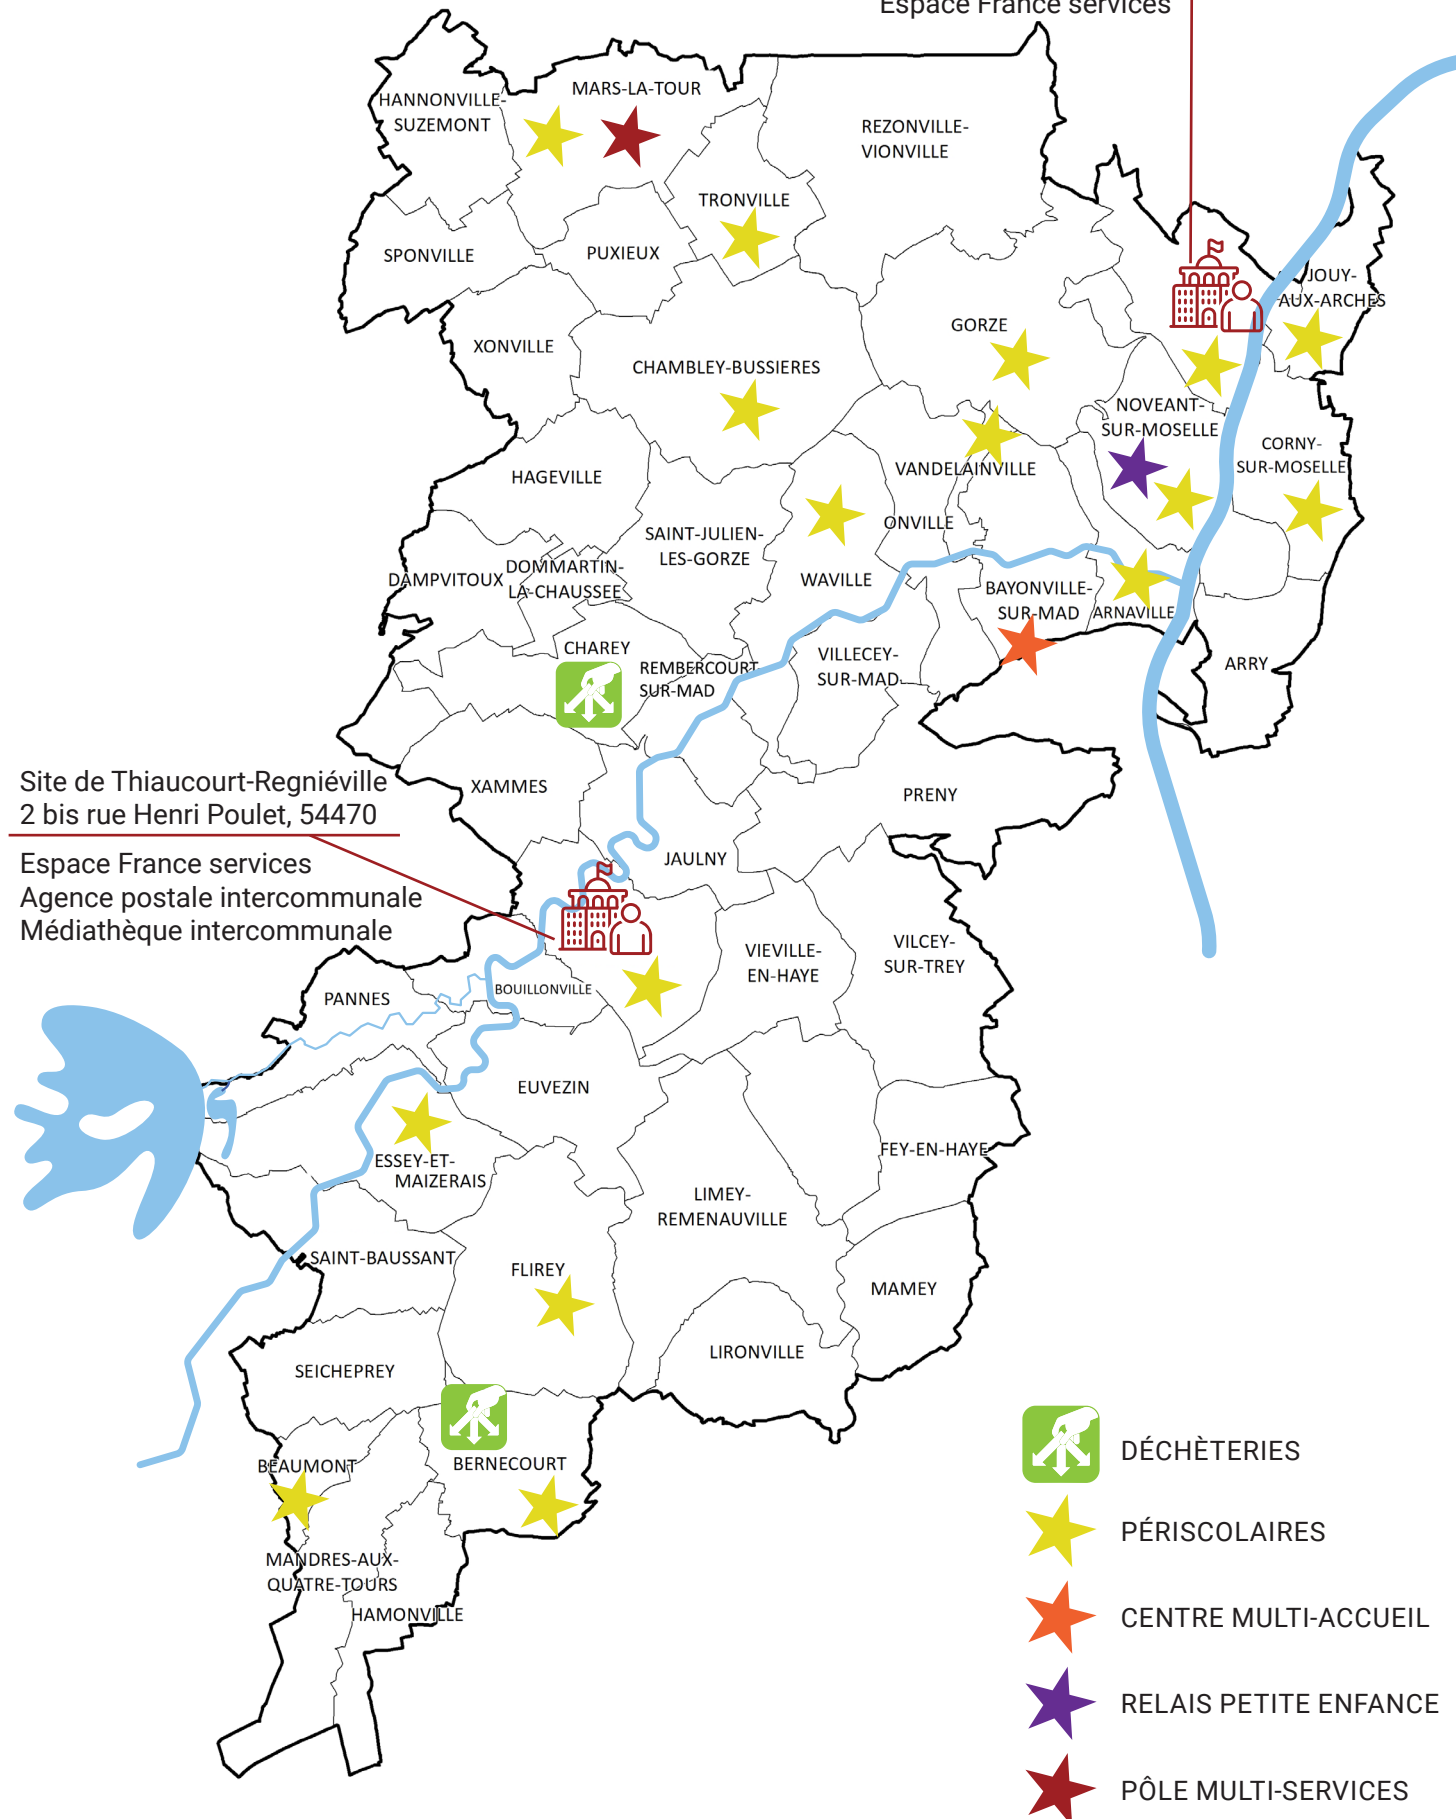 Espace France services
MARS-LA-TOUR
HANNONVILLE-
SUZEMONT
REZONVILLE-
VIONVILLE
TRONVILLE
SPONVILLE
PUXIEUX
JOUY-
AUX-ARCHES
GORZE
XONVILLE
CHAMBLEY-BUSSIERES
NOVEANT-
SUR-MOSELLE
CORNY-
SUR-MOSELLE
VANDELAINVILLE
HAGEVILLE
ONVILLE
SAINT-JULIEN-
LES-GORZE
DOMMARTIN-
LA-CHAUSSEE
DAMPVITOUX
WAVILLE
BAYONVILLE-
SUR-MAD
ARNAVILLE
CHAREY
REMBERCOURT-
SUR-MAD
VILLECEY-
SUR-MAD
ARRY
Site de Thiaucourt-Regniéville
2 bis rue Henri Poulet, 54470
Espace France services
Agence postale intercommunale
Médiathèque intercommunale
XAMMES
PRENY
JAULNY
VIEVILLE-
EN-HAYE
VILCEY-
SUR-TREY
PANNES
BOUILLONVILLE
EUVEZIN
FEY-EN-HAYE
ESSEY-ET-
MAIZERAIS
LIMEY-
REMENAUVILLE
SAINT-BAUSSANT
FLIREY
MAMEY
SEICHEPREY
LIRONVILLE
BEAUMONT
BERNECOURT
MANDRES-AUX-
QUATRE-TOURS
HAMONVILLE
DÉCHÈTERIES
PÉRISCOLAIRES
CENTRE MULTI-ACCUEIL
RELAIS PETITE ENFANCE
PÔLE MULTI-SERVICES